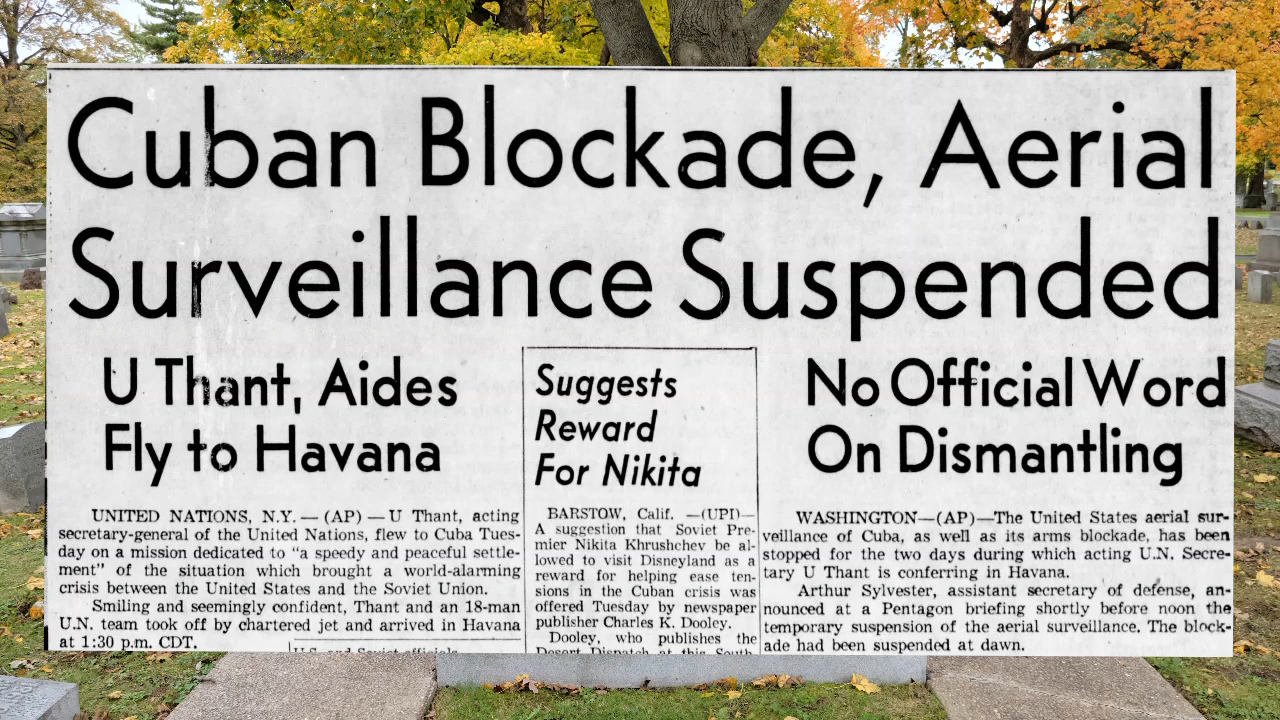 Cuban Blockade, Aerial
Surveillance Suspended
U Thant, Aides
Fly to Havana
UNITED NATIONS, N.Y. — (AP) — U Thant, acting
secretary-general of the United Nations, flew to Cuba Tues-
day on a mission dedicated to “a speedy and peaceful settle-
ment” of the situation which brought a world-alarming
crisis between the United States and the Soviet Union.
Smiling and seemingly confident, Thant and an 18-man
U.N. team took off by chartered jet and arrived in Havana
at 1:30 p.m. CDT.
U.S. and Soviet officials
Suggests
Reward
For Nikita
BARSTOW, Calif. —(UPI)—
A suggestion that Soviet Pre-
mier Nikita Khrushchev be al-
lowed to visit Disneyland as a
reward for helping ease ten-
sions in the Cuban crisis was
offered Tuesday by newspaper
publisher Charles K. Dooley.
Dooley, who publishes the
Desert Dispatch at this South-
No Official Word
On Dismantling
WASHINGTON—(AP)—The United States aerial sur-
veillance of Cuba, as well as its arms blockade, has been
stopped for the two days during which acting U.N. Secre-
tary U Thant is conferring in Havana.
Arthur Sylvester, assistant secretary of defense, an-
nounced at a Pentagon briefing shortly before noon the
temporary suspension of the aerial surveillance. The block-
ade had been suspended at dawn.